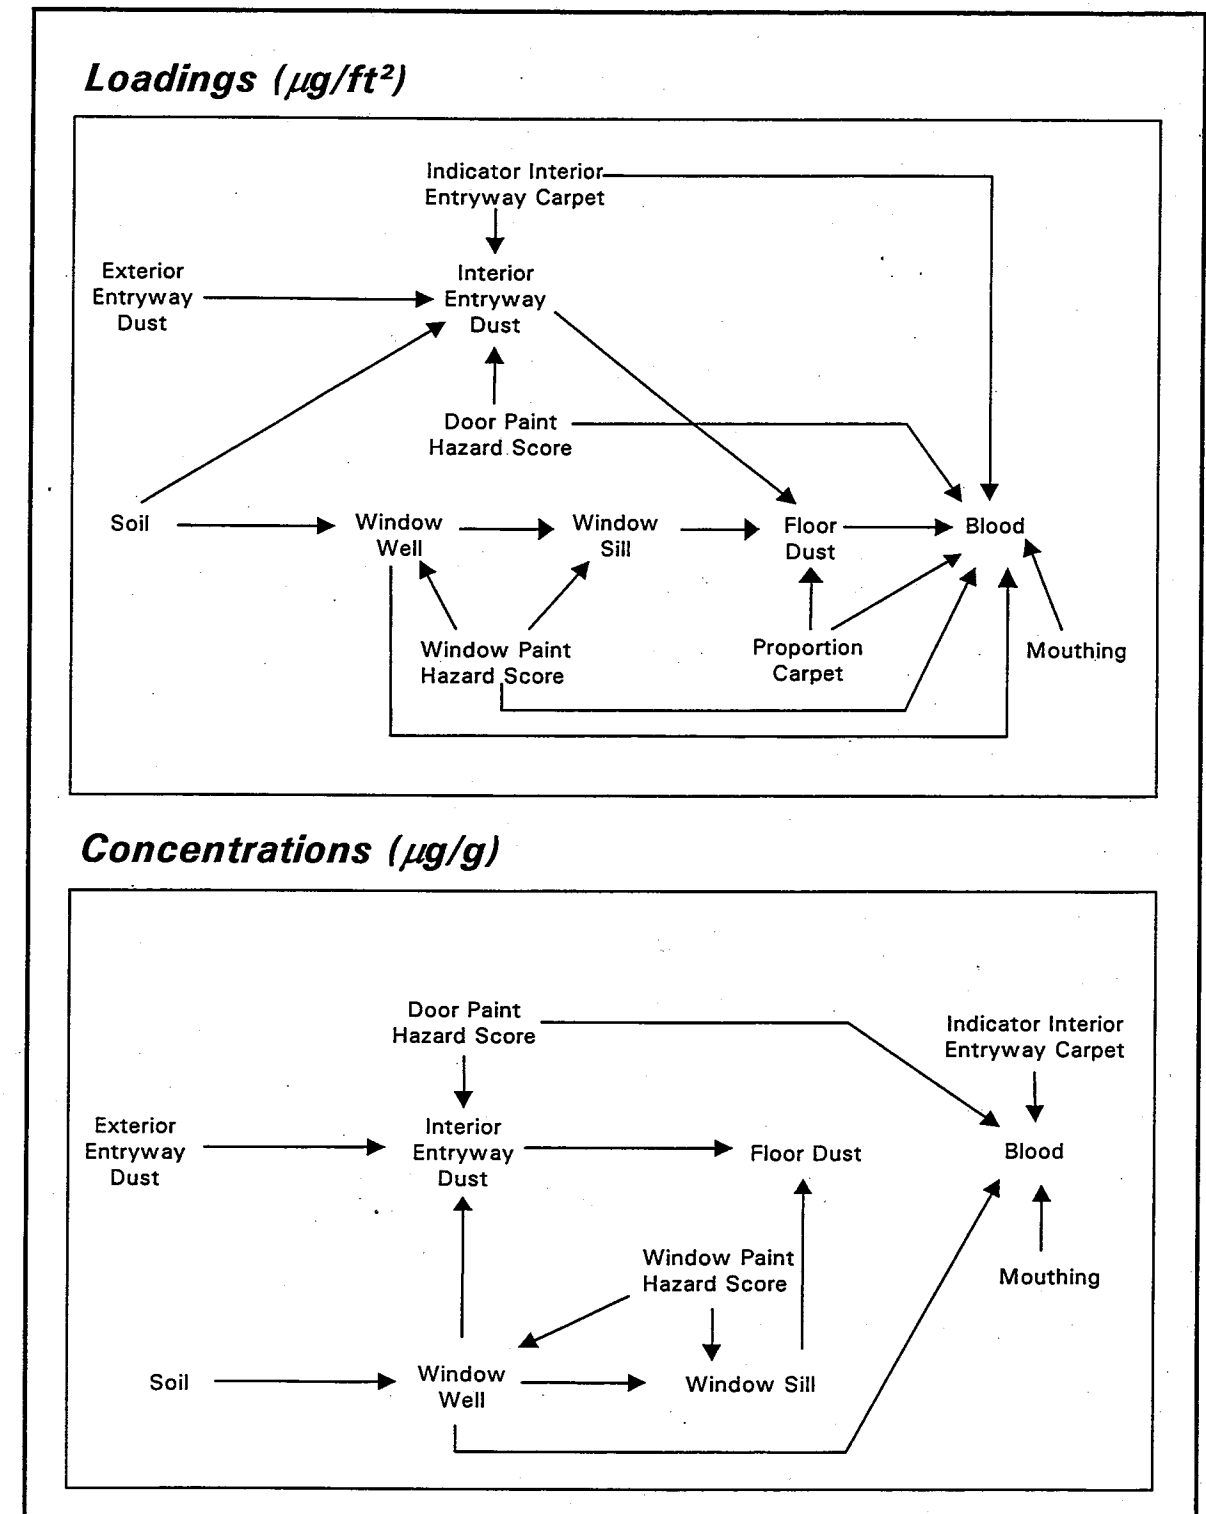 Loadings (μg/ft²)
Indicator Interior
Entryway Carpet
Exterior
Entryway
Dust
Interior
Entryway
Dust
Door Paint
Hazard Score
Soil
Window
Well
Window
Sill
Floor
Dust
Blood
Window Paint
Hazard Score
Proportion
Carpet
Mouthing
Concentrations (μg/g)
Door Paint
Hazard Score
Indicator Interior
Entryway Carpet
Exterior
Entryway
Dust
Interior
Entryway
Dust
Floor Dust
Blood
Window Paint
Hazard Score
Mouthing
Soil
Window
Well
Window Sill